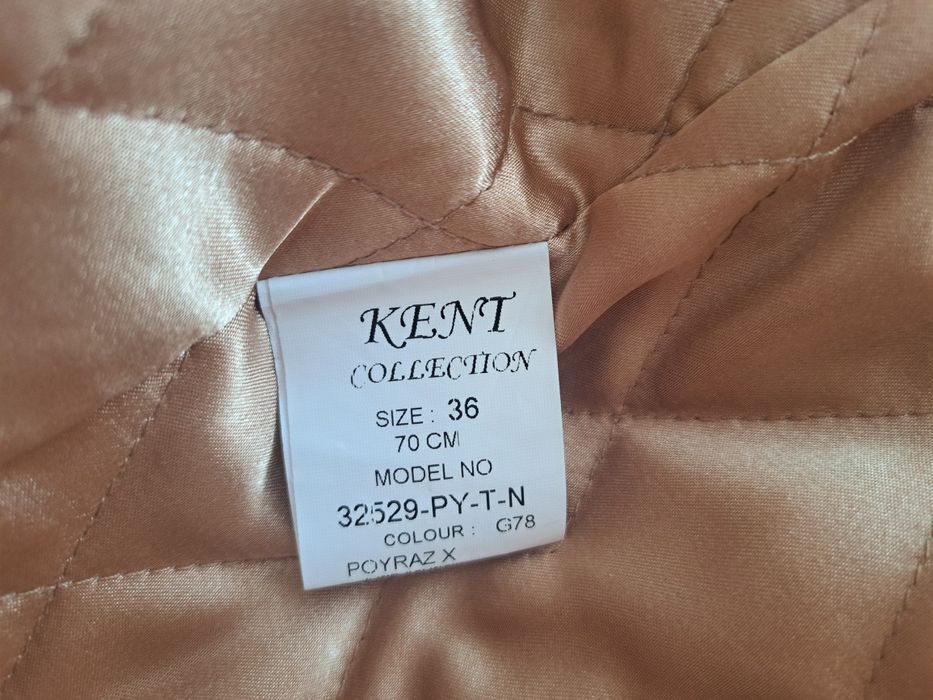 KENT
COLLECTION
SIZE : 36
70 CM
MODEL NO
32529-PY-T-N
COLOUR : G78
POYRAZ X